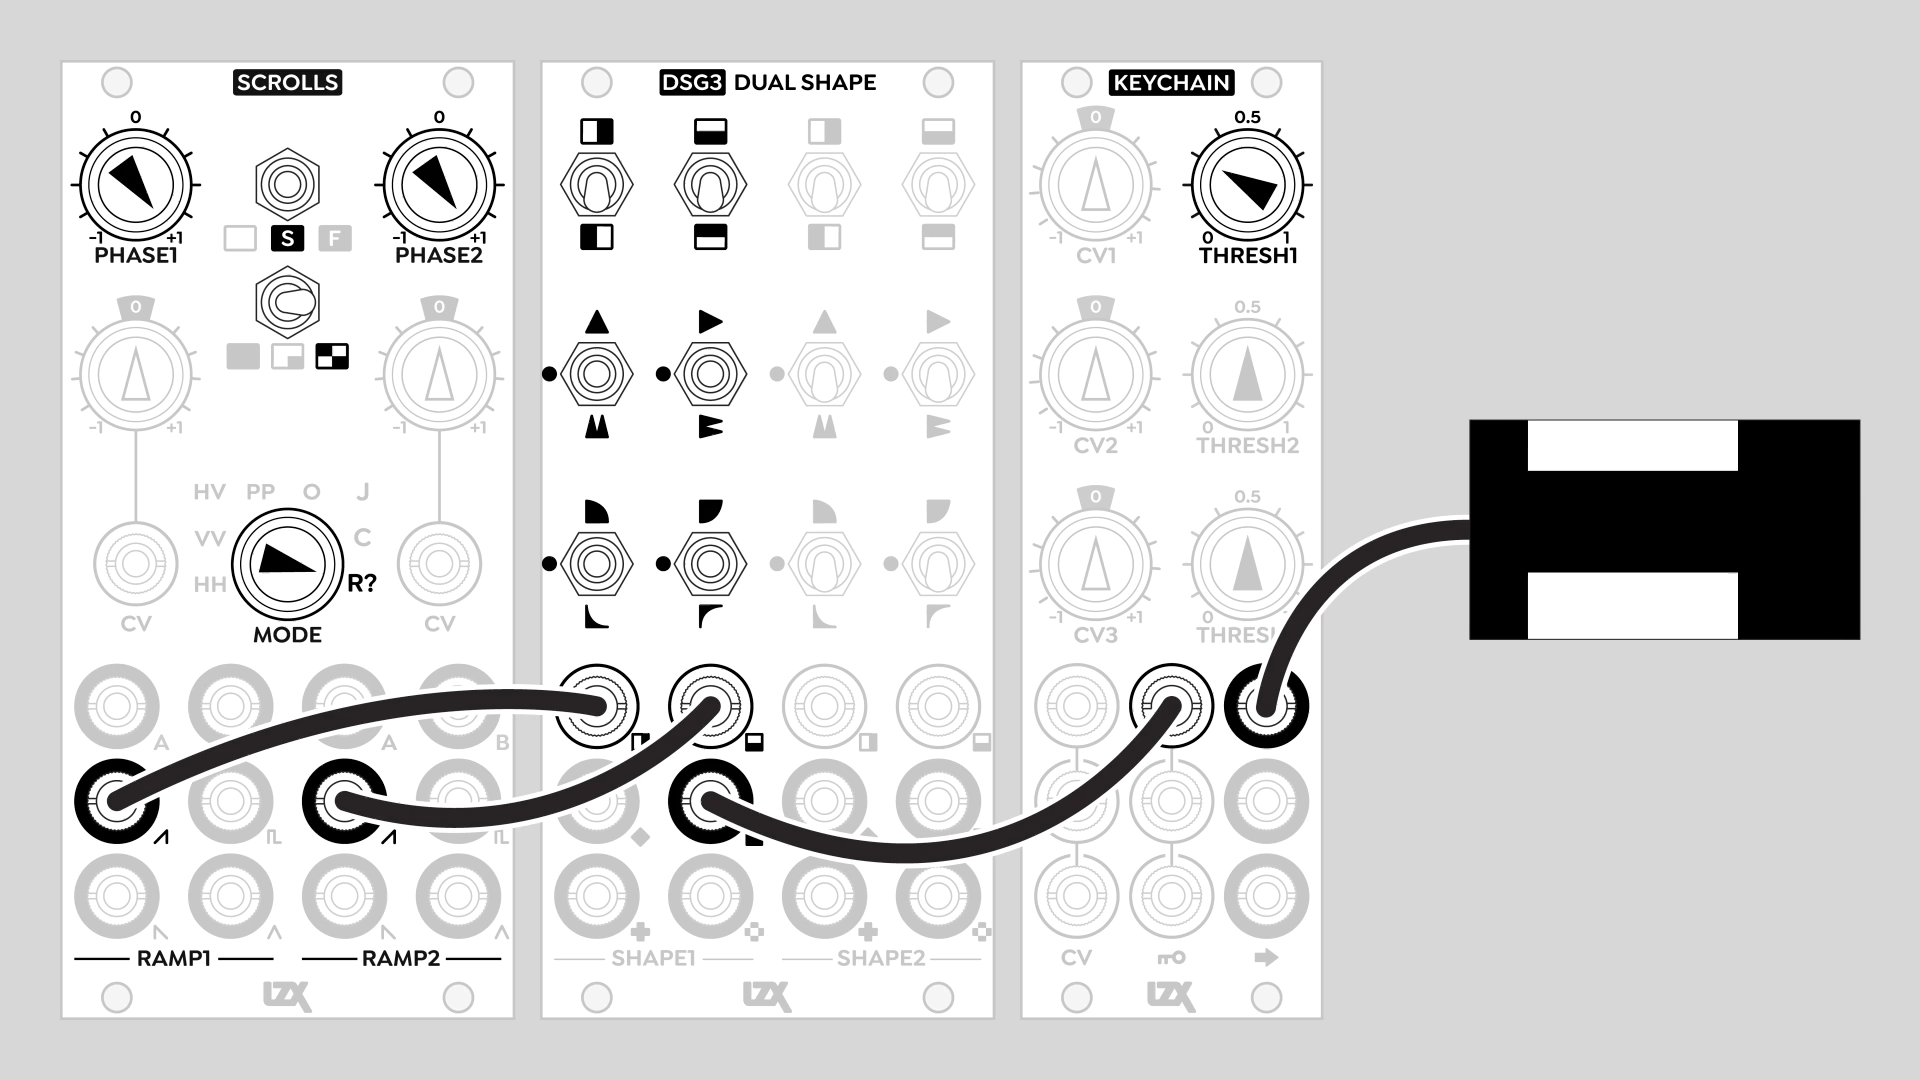 SCROLLS
0
0
-1 +1
-1 +1
PHASE1
PHASE2
S F
0
0
-1 +1
-1 +1
HV PP O J
VV C
HH R?
CV
MODE
CV
A
A
B
RAMP1
RAMP2
LZX
DSG3 DUAL SHAPE
SHAPE1
SHAPE2
LZX
KEYCHAIN
0
0.5
-1 +1
0 1
CV1
THRESH1
0
0.5
-1 +1
0 1
CV2
THRESH2
0
0.5
-1 +1
0
CV3
CV
LZX